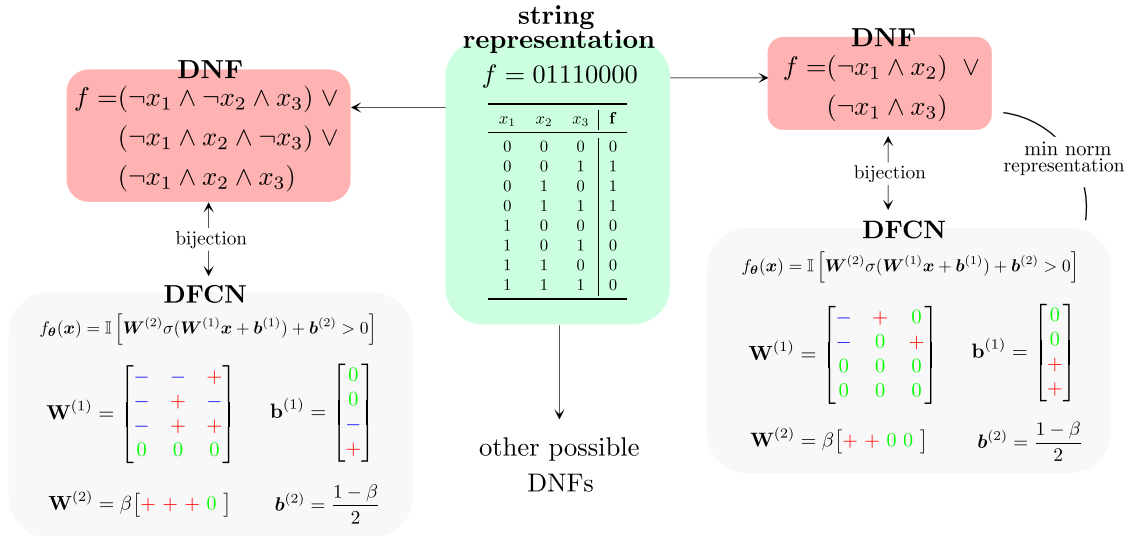 string
representation
f = 01110000
x₁ x₂ x₃ f
0 0 0 0
0 0 1 1
0 1 0 1
0 1 1 1
1 0 0 0
1 0 1 0
1 1 0 0
1 1 1 0
other possible
DNFs
DNF
f =(¬x₁ ∧ ¬x₂ ∧ x₃) ∨
(¬x₁ ∧ x₂ ∧ ¬x₃) ∨
(¬x₁ ∧ x₂ ∧ x₃)
bijection
DFCN
f_θ(x) = 𝕀 [W⁽²⁾σ(W⁽¹⁾x + b⁽¹⁾) + b⁽²⁾ > 0]
W⁽¹⁾ = [− − +
− + −
− + +
0 0 0]
b⁽¹⁾ = [0
0
−
+]
W⁽²⁾ = β[+ + + 0 ]
b⁽²⁾ = (1 − β)/2
DNF
f =(¬x₁ ∧ x₂) ∨
(¬x₁ ∧ x₃)
bijection
min norm
representation
DFCN
f_θ(x) = 𝕀 [W⁽²⁾σ(W⁽¹⁾x + b⁽¹⁾) + b⁽²⁾ > 0]
W⁽¹⁾ = [− + 0
− 0 +
0 0 0
0 0 0]
b⁽¹⁾ = [0
0
+
+]
W⁽²⁾ = β[+ + 0 0 ]
b⁽²⁾ = (1 − β)/2